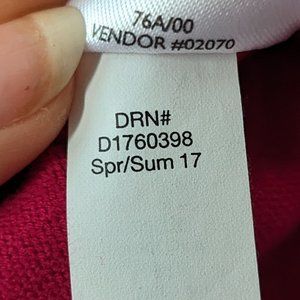 76A/00
VENDOR #02070
DRN#
D1760398
Spr/Sum 17